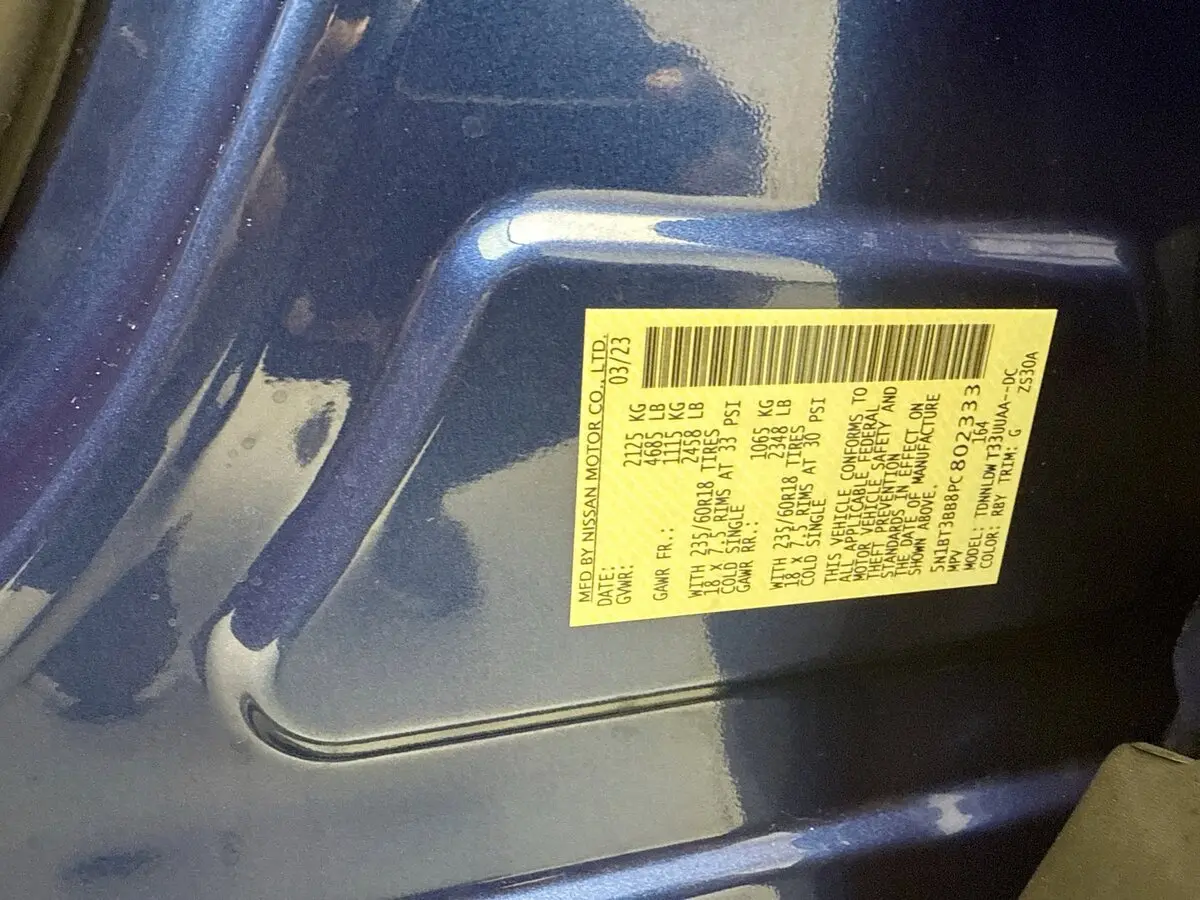 MFD BY NISSAN MOTOR CO., LTD.
DATE: 03/23
GVWR: 2125 KG
4685 LB
GAWR FR.: 1115 KG
2458 LB
WITH 235/60R18 TIRES
18 X 7.5 RIMS AT 33 PSI
COLD SINGLE
GAWR RR.: 1065 KG
2348 LB
WITH 235/60R18 TIRES
18 X 7.5 RIMS AT 30 PSI
COLD SINGLE
THIS VEHICLE CONFORMS TO
ALL APPLICABLE FEDERAL
MOTOR VEHICLE SAFETY AND
THEFT PREVENTION
STANDARDS IN EFFECT ON
THE DATE OF MANUFACTURE
SHOWN ABOVE.
5N1BT3BB8PC802333
MPV 164
MODEL: TDNNLDWT33UUAA--DC
COLOR: RBY TRIM: G ZS30A